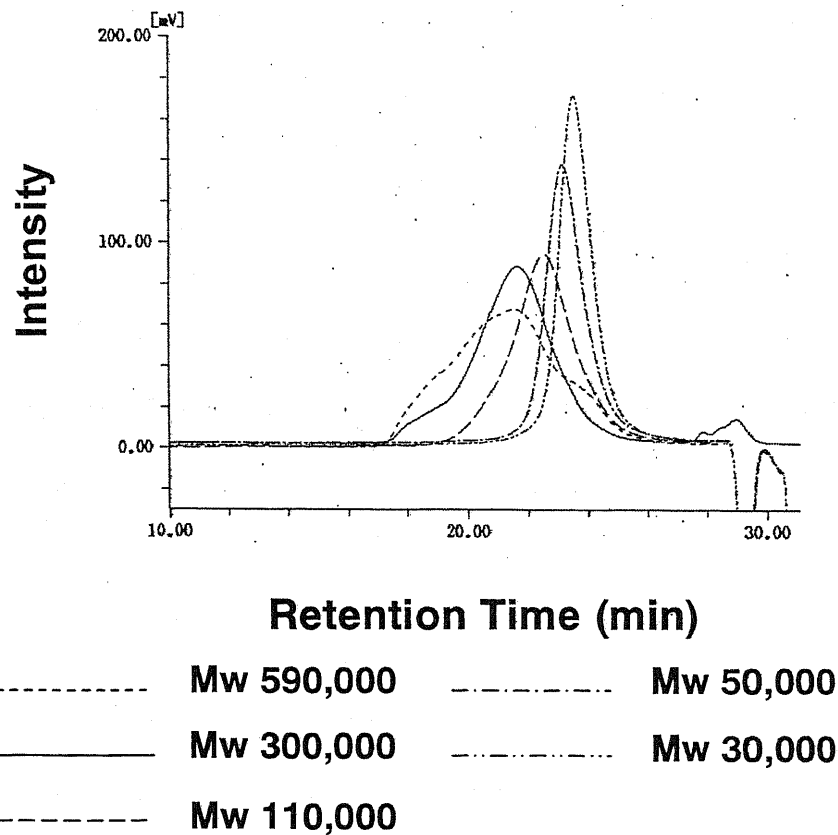 [mV]
200.00
100.00
0.00
Intensity
10.00 20.00 30.00
Retention Time (min)
Mw 590,000 Mw 50,000
Mw 300,000 Mw 30,000
Mw 110,000